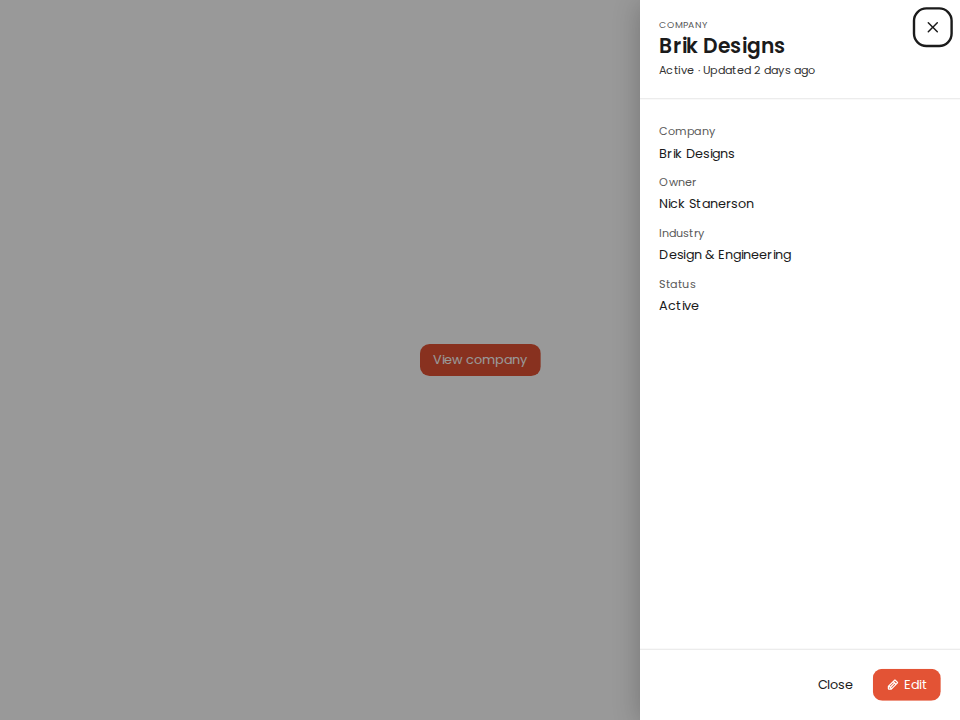 COMPANY
Brik Designs
Active · Updated 2 days ago
Company
Brik Designs
Owner
Nick Stanerson
Industry
Design & Engineering
Status
Active
View company
Close
Edit